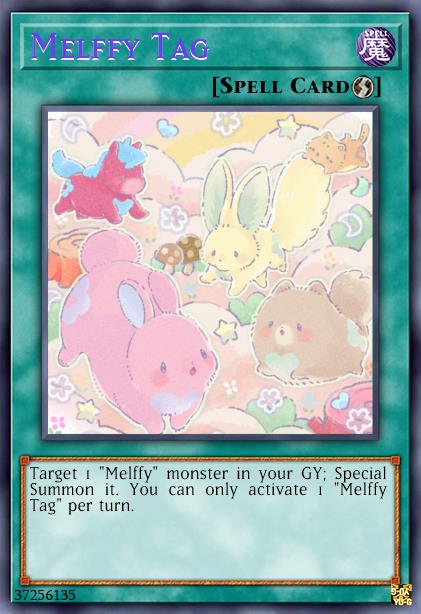 Melffy Tag
SPELL
魔
[Spell Card]
Target 1 "Melffy" monster in your GY; Special
Summon it. You can only activate 1 "Melffy
Tag" per turn.
37256135